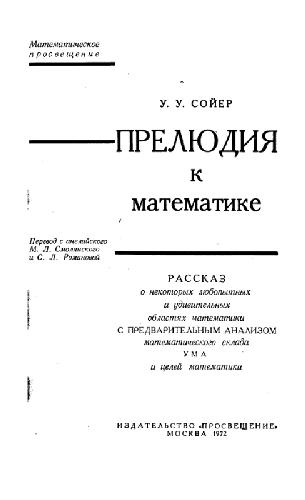 Математическое
просвещение
У. У. СОЙЕР
ПРЕЛЮДИЯ
к
математике
Перевод с английского
М. Л. Смолянского
и С. Л. Романовой
РАССКАЗ
о некоторых любопытных
и удивительных
областях математики
С ПРЕДВАРИТЕЛЬНЫМ АНАЛИЗОМ
математического склада
УМА
и целей математики
ИЗДАТЕЛЬСТВО «ПРОСВЕЩЕНИЕ»
МОСКВА 1972